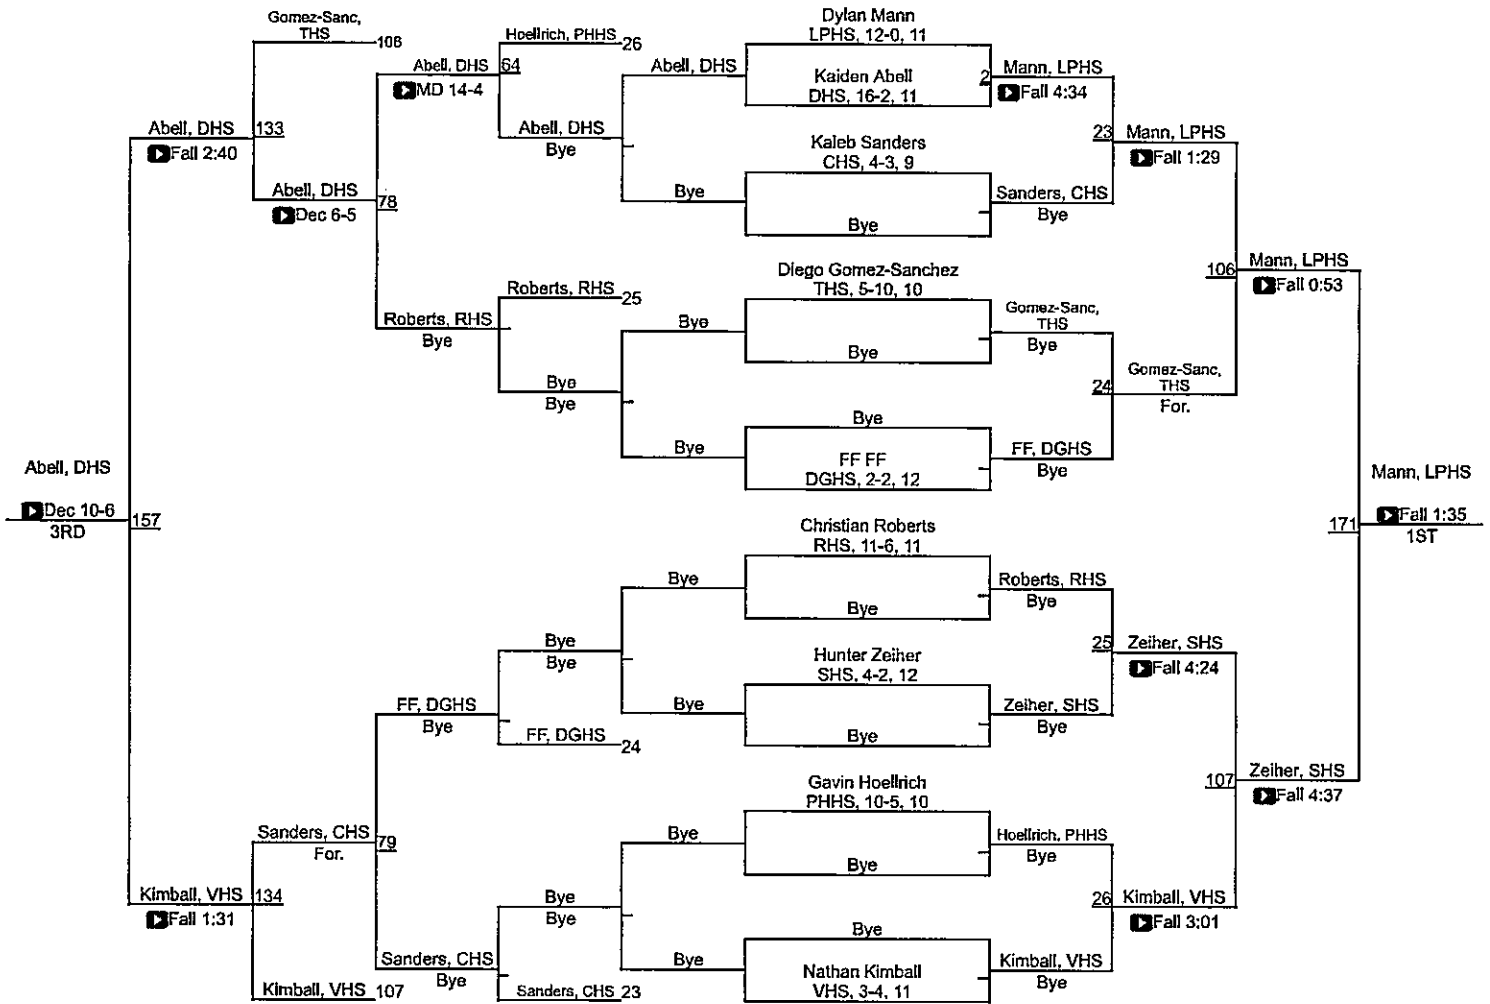 Gomez-Sanc,
THS
106
Abell, DHS
133
Fall 2:40
Abell, DHS
Dec 6-5
Hoellrich, PHHS
26
Abell, DHS
64
MD 14-4
Abell, DHS
Bye
78
Roberts, RHS
25
Roberts, RHS
Bye
Bye
Bye
Abell, DHS
Bye
Bye
Bye
Dylan Mann
LPHS, 12-0, 11
Kaiden Abell
DHS, 16-2, 11
2
Mann, LPHS
Fall 4:34
Kaleb Sanders
CHS, 4-3, 9
Bye
Sanders, CHS
Bye
23
Mann, LPHS
Fall 1:29
Diego Gomez-Sanchez
THS, 5-10, 10
Bye
Gomez-Sanc,
THS
Bye
Bye
FF FF
DGHS, 2-2, 12
FF, DGHS
Bye
24
Gomez-Sanc,
THS
For.
106
Mann, LPHS
Fall 0:53
Abell, DHS
Dec 10-6
3RD
157
Mann, LPHS
171
Fall 1:35
1ST
Christian Roberts
RHS, 11-6, 11
Bye
Bye
Roberts, RHS
Bye
Hunter Zeiher
SHS, 4-2, 12
Bye
Bye
Zeiher, SHS
Bye
25
Zeiher, SHS
Fall 4:24
Bye
Bye
FF, DGHS
Bye
FF, DGHS
24
Gavin Hoellrich
PHHS, 10-5, 10
Bye
Bye
Hoellrich, PHHS
Bye
Bye
Nathan Kimball
VHS, 3-4, 11
Bye
Kimball, VHS
Bye
26
Kimball, VHS
Fall 3:01
107
Zeiher, SHS
Fall 4:37
Sanders, CHS
For.
79
Bye
Bye
Sanders, CHS
Bye
Sanders, CHS
23
Kimball, VHS
134
Fall 1:31
Kimball, VHS
107